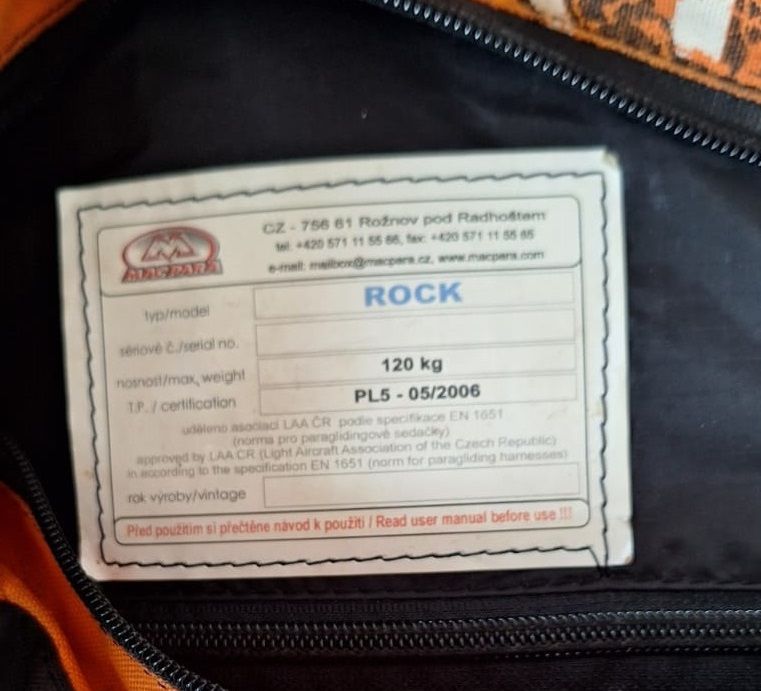 MACPARA
CZ - 756 61 Rožnov pod Radhoštem
tel: +420 571 11 55 66, fax: +420 571 11 55 65
e-mail: mailbox@macpara.cz, www.macpara.com
typ/model ROCK
sériové č./serial no.
nosnost/max. weight 120 kg
T.P. / certification PL5 - 05/2006
uděleno asociací LAA ČR podle specifikace EN 1651
(norma pro paraglidingové sedačky)
approved by LAA CR (Light Aircraft Association of the Czech Republic)
in according to the specification EN 1651 (norm for paragliding harnesses)
rok výroby/vintage
Před použitím si přečtěne návod k použití / Read user manual before use !!!